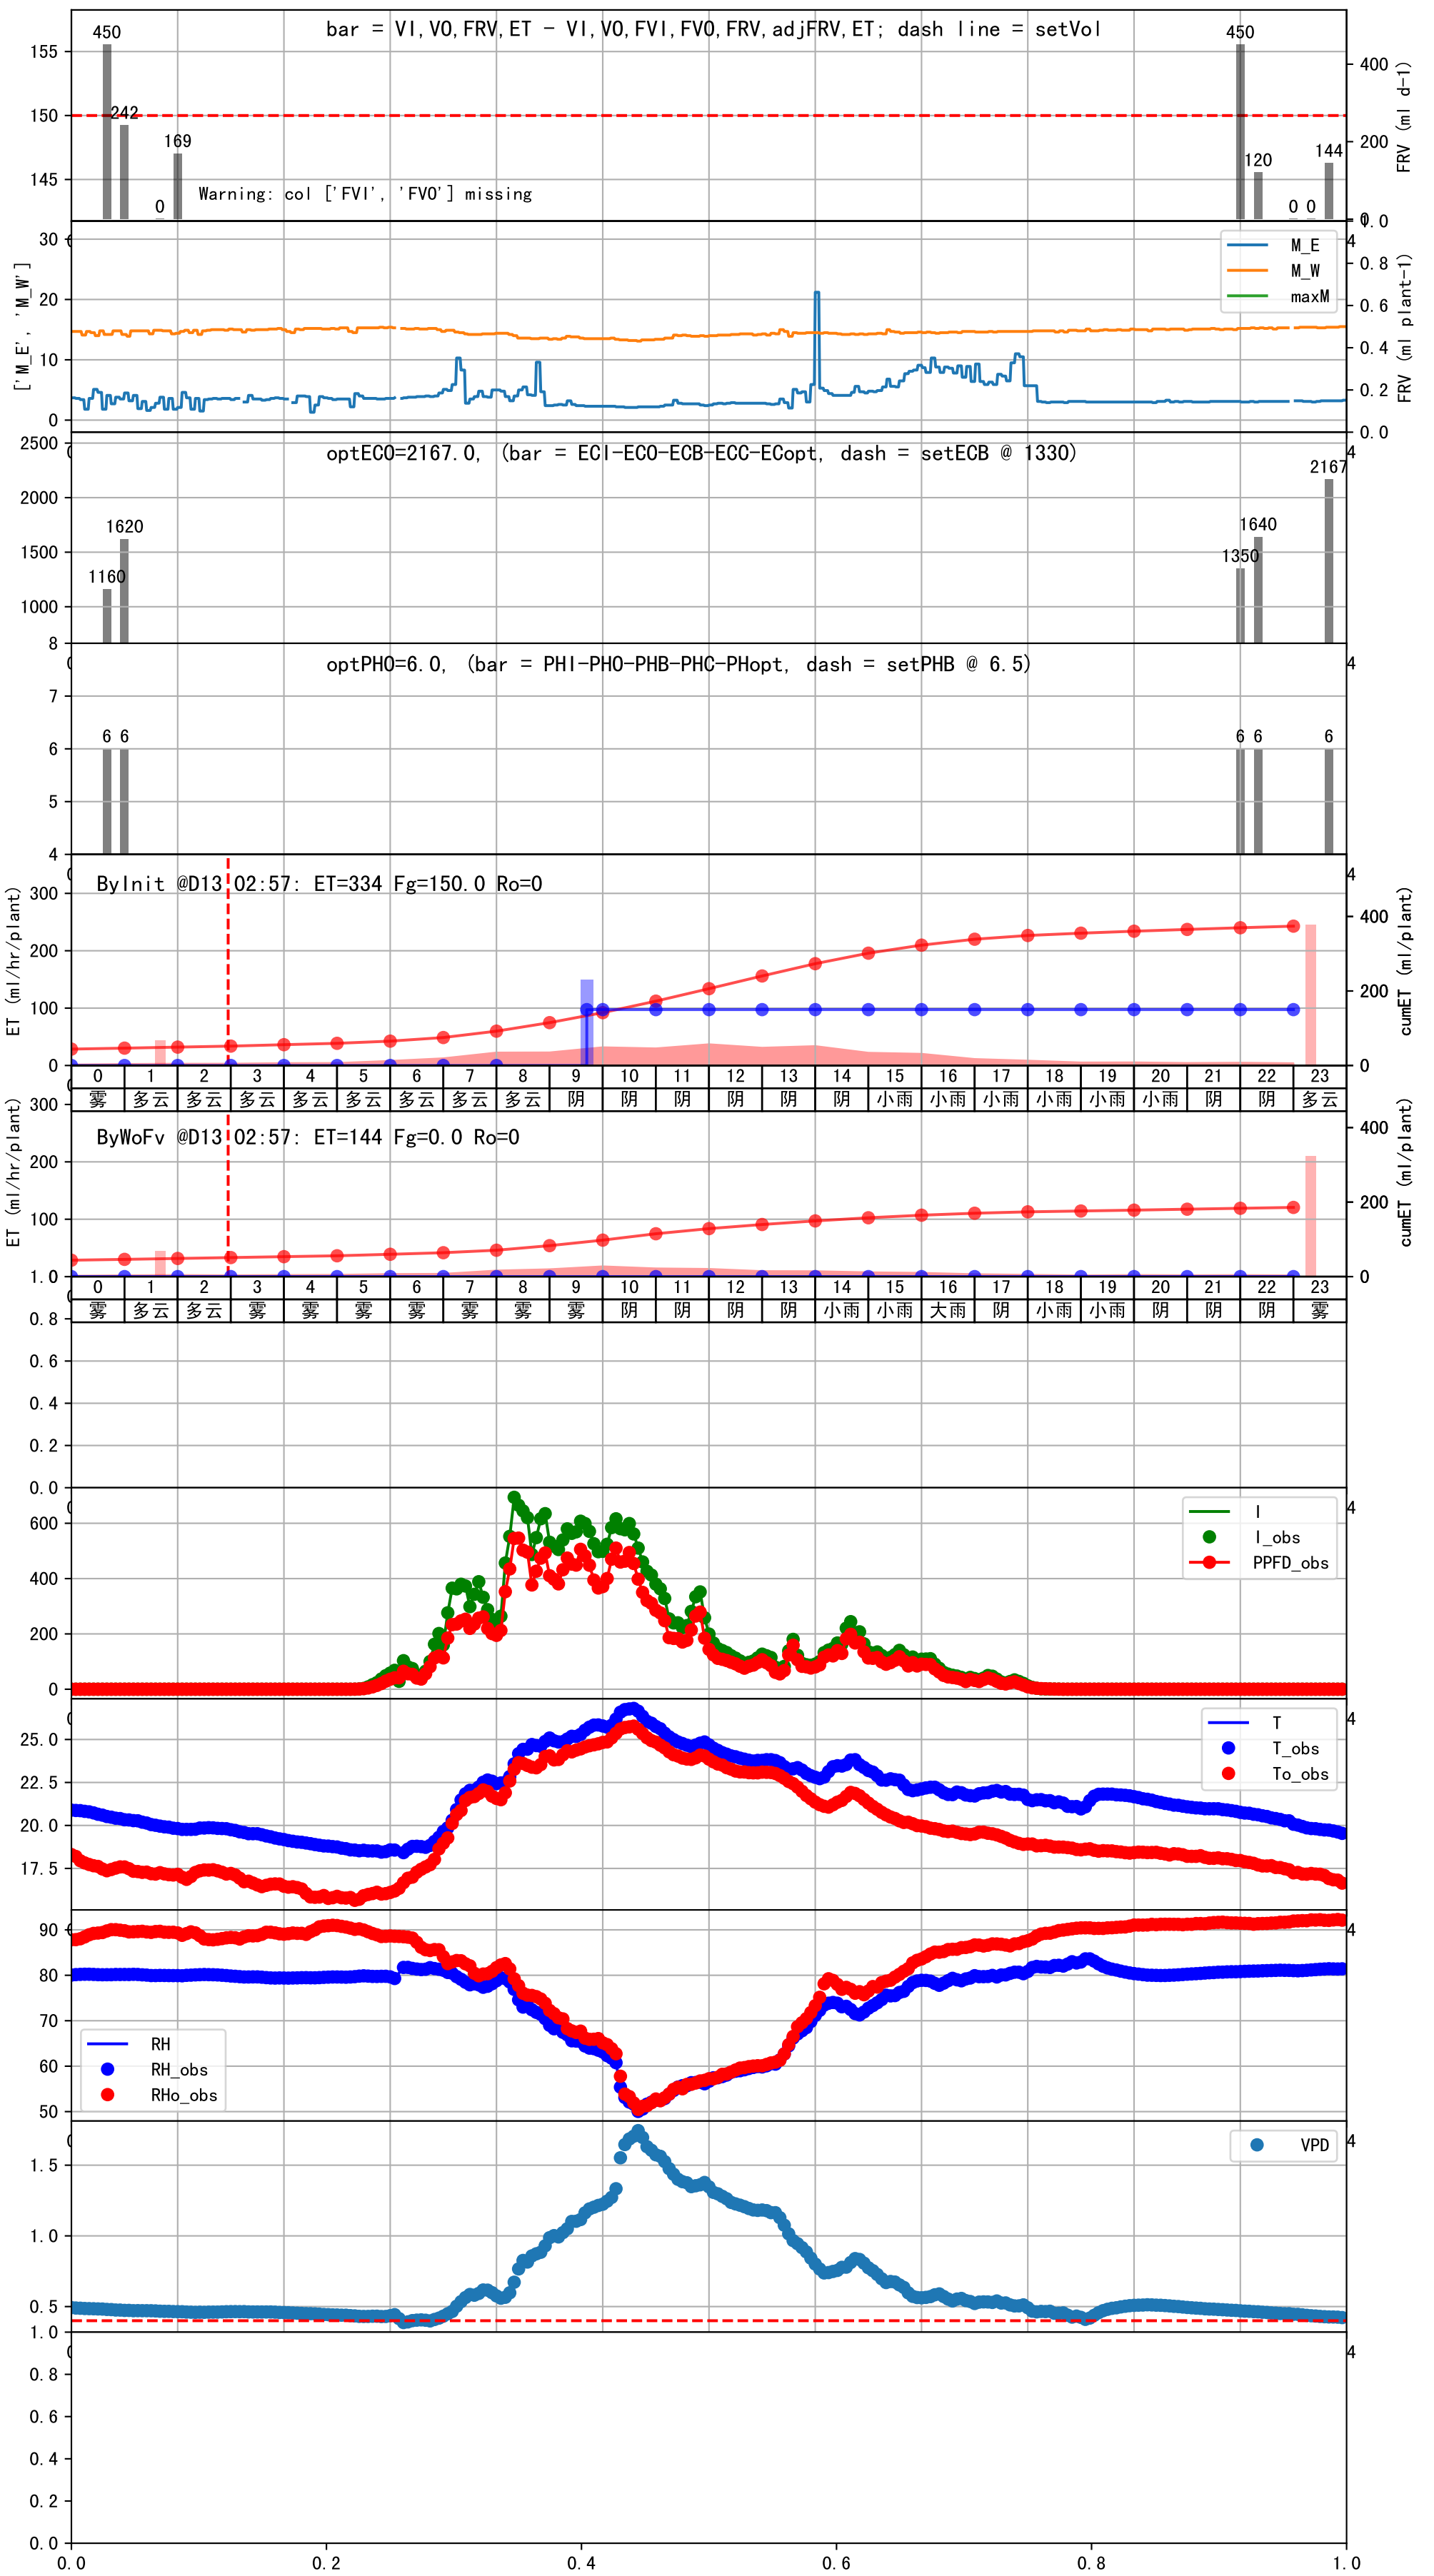 bar = VI,VO,FRV,ET - VI,VO,FVI,FVO,FRV,adjFRV,ET; dash line = setVol
450 242 0 169 450 120 0 0 144
155 150 145
400 200 0
FRV (ml d-1)
Warning: col ['FVI', 'FVO'] missing
['M_E', 'M_W']
30 20 10 0
1.0 0.8 0.6 0.4 0.2 0.0
FRV (ml plant-1)
M_E
M_W
maxM
optECO=2167.0, (bar = ECI-ECO-ECB-ECC-ECopt, dash = setECB @ 1330)
2500 2000 1500 1000
1160 1620 1350 1640 2167
optPHO=6.0, (bar = PHI-PHO-PHB-PHC-PHopt, dash = setPHB @ 6.5)
8 7 6 5 4
6 6 6 6 6
ByInit @D13 02:57: ET=334 Fg=150.0 Ro=0
ET (ml/hr/plant)
300 200 100 0
400 200 0
cumET (ml/plant)
0 1 2 3 4 5 6 7 8 9 10 11 12 13 14 15 16 17 18 19 20 21 22 23
雾 多云 多云 多云 多云 多云 多云 多云 多云 阴 阴 阴 阴 阴 阴 小雨 小雨 小雨 小雨 小雨 小雨 阴 阴 多云
ByWoFv @D13 02:57: ET=144 Fg=0.0 Ro=0
ET (ml/hr/plant)
300 200 100
400 200 0
cumET (ml/plant)
0 1 2 3 4 5 6 7 8 9 10 11 12 13 14 15 16 17 18 19 20 21 22 23
雾 多云 多云 雾 雾 雾 雾 雾 雾 雾 阴 阴 阴 阴 小雨 小雨 大雨 阴 小雨 小雨 阴 阴 阴 雾
1.0 0.8 0.6 0.4 0.2 0.0
600 400 200 0
I
I_obs
PPFD_obs
25.0 22.5 20.0 17.5
T
T_obs
To_obs
90 80 70 60 50
RH
RH_obs
RHo_obs
1.5 1.0 0.5
VPD
1.0 0.8 0.6 0.4 0.2 0.0
0.0 0.2 0.4 0.6 0.8 1.0